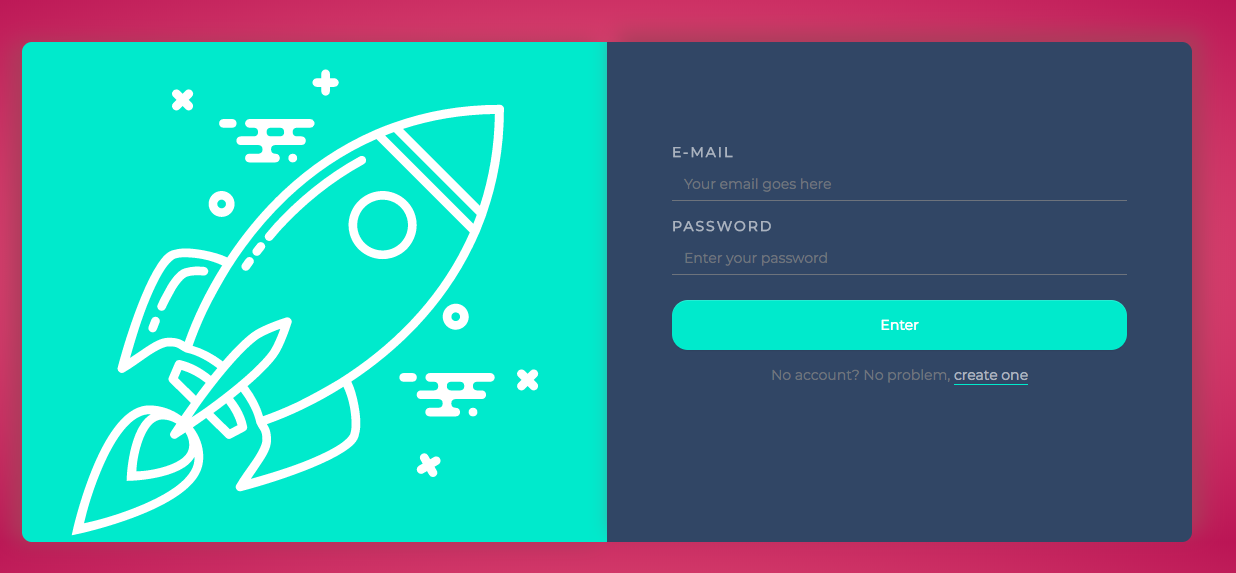 E-MAIL
Your email goes here
PASSWORD
Enter your password
Enter
No account? No problem, create one